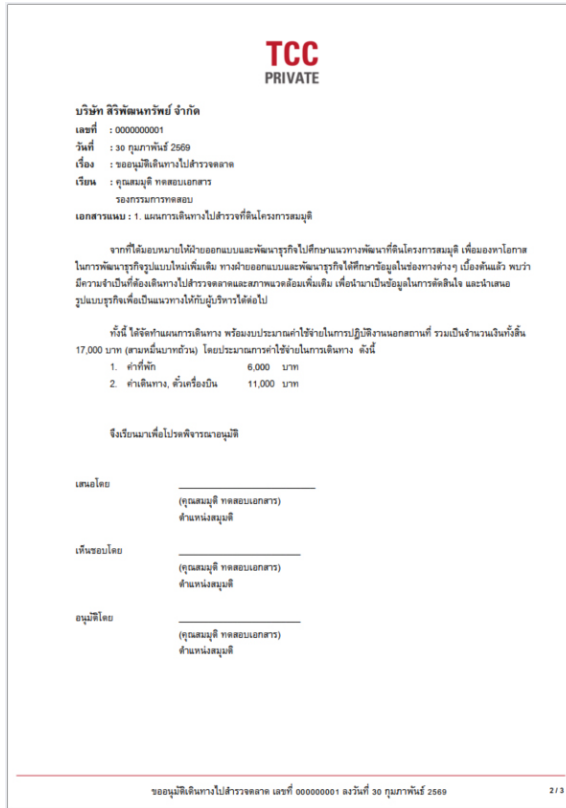 TCC
PRIVATE
บริษัท สิริพัฒนทรัพย์ จำกัด
เลขที่ : 0000000001
วันที่ : 30 กุมภาพันธ์ 2569
เรื่อง : ขออนุมัติเดินทางไปสำรวจตลาด
เรียน : คุณสมมุติ ทดสอบเอกสาร
รองกรรมการทดสอบ
เอกสารแนบ : 1. แผนการเดินทางไปสำรวจที่ดินโครงการสมมุติ
จากที่ได้มอบหมายให้ฝ่ายออกแบบและพัฒนาธุรกิจไปศึกษาแนวทางพัฒนาที่ดินโครงการสมมุติ เพื่อมองหาโอกาส
ในการพัฒนาธุรกิจรูปแบบใหม่เพิ่มเติม ทางฝ่ายออกแบบและพัฒนาธุรกิจได้ศึกษาข้อมูลในช่องทางต่างๆ เบื้องต้นแล้ว พบว่า
มีความจำเป็นที่ต้องเดินทางไปสำรวจตลาดและสภาพแวดล้อมเพิ่มเติม เพื่อนำมาเป็นข้อมูลในการตัดสินใจ และนำเสนอ
รูปแบบธุรกิจเพื่อเป็นแนวทางให้กับผู้บริหารได้ต่อไป
ทั้งนี้ ได้จัดทำแผนการเดินทาง พร้อมงบประมาณค่าใช้จ่ายในการปฏิบัติงานนอกสถานที่ รวมเป็นจำนวนเงินทั้งสิ้น
17,000 บาท (สามหมื่นบาทถ้วน) โดยประมาณการค่าใช้จ่ายในการเดินทาง ดังนี้
1. ค่าที่พัก 6,000 บาท
2. ค่าเดินทาง, ตั๋วเครื่องบิน 11,000 บาท
จึงเรียนมาเพื่อโปรดพิจารณาอนุมัติ
เสนอโดย
(คุณสมมุติ ทดสอบเอกสาร)
ตำแหน่งสมมุติ
เห็นชอบโดย
(คุณสมมุติ ทดสอบเอกสาร)
ตำแหน่งสมมุติ
อนุมัติโดย
(คุณสมมุติ ทดสอบเอกสาร)
ตำแหน่งสมมุติ
ขออนุมัติเดินทางไปสำรวจตลาด เลขที่ 000000001 ลงวันที่ 30 กุมภาพันธ์ 2569
2/3